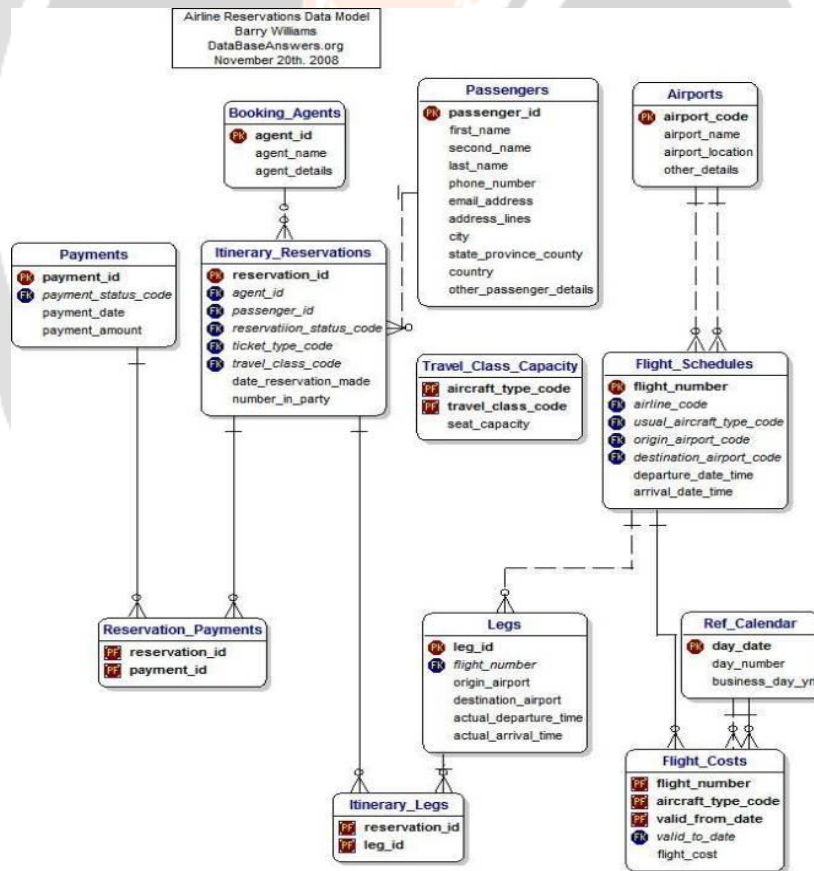 Airline Reservations Data Model
Barry Williams
DataBaseAnswers.org
November 20th. 2008
Booking_Agents
PK agent_id
agent_name
agent_details
Passengers
PK passenger_id
first_name
second_name
last_name
phone_number
email_address
address_lines
city
state_province_county
country
other_passenger_details
Airports
PK airport_code
airport_name
airport_location
other_details
Payments
PK payment_id
FK payment_status_code
payment_date
payment_amount
Itinerary_Reservations
PK reservation_id
FK agent_id
FK passenger_id
FK reservatiion_status_code
FK ticket_type_code
FK travel_class_code
date_reservation_made
number_in_party
Travel_Class_Capacity
PF aircraft_type_code
PF travel_class_code
seat_capacity
Flight_Schedules
PK flight_number
FK airline_code
FK usual_aircraft_type_code
FK origin_airport_code
FK destination_airport_code
departure_date_time
arrival_date_time
Reservation_Payments
PF reservation_id
PF payment_id
Legs
PK leg_id
FK flight_number
origin_airport
destination_airport
actual_departure_time
actual_arrival_time
Ref_Calendar
PK day_date
day_number
business_day_yn
Itinerary_Legs
PF reservation_id
PF leg_id
Flight_Costs
PF flight_number
PF aircraft_type_code
PF valid_from_date
FK valid_to_date
flight_cost